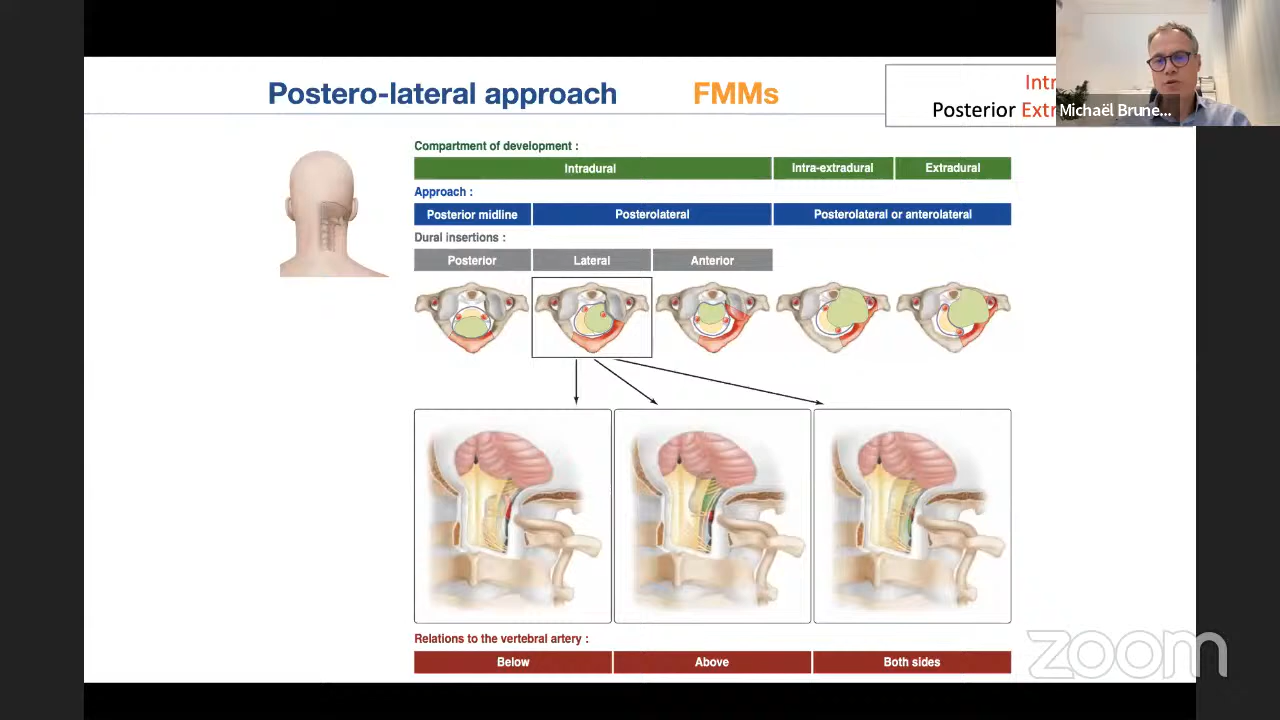 Postero-lateral approach FMMs
Intr
Posterior Extr
Michaël Brune...
Compartment of development :
Intradural Intra-extradural Extradural
Approach :
Posterior midline Posterolateral Posterolateral or anterolateral
Dural insertions :
Posterior Lateral Anterior
Relations to the vertebral artery :
Below Above Both sides
zoom